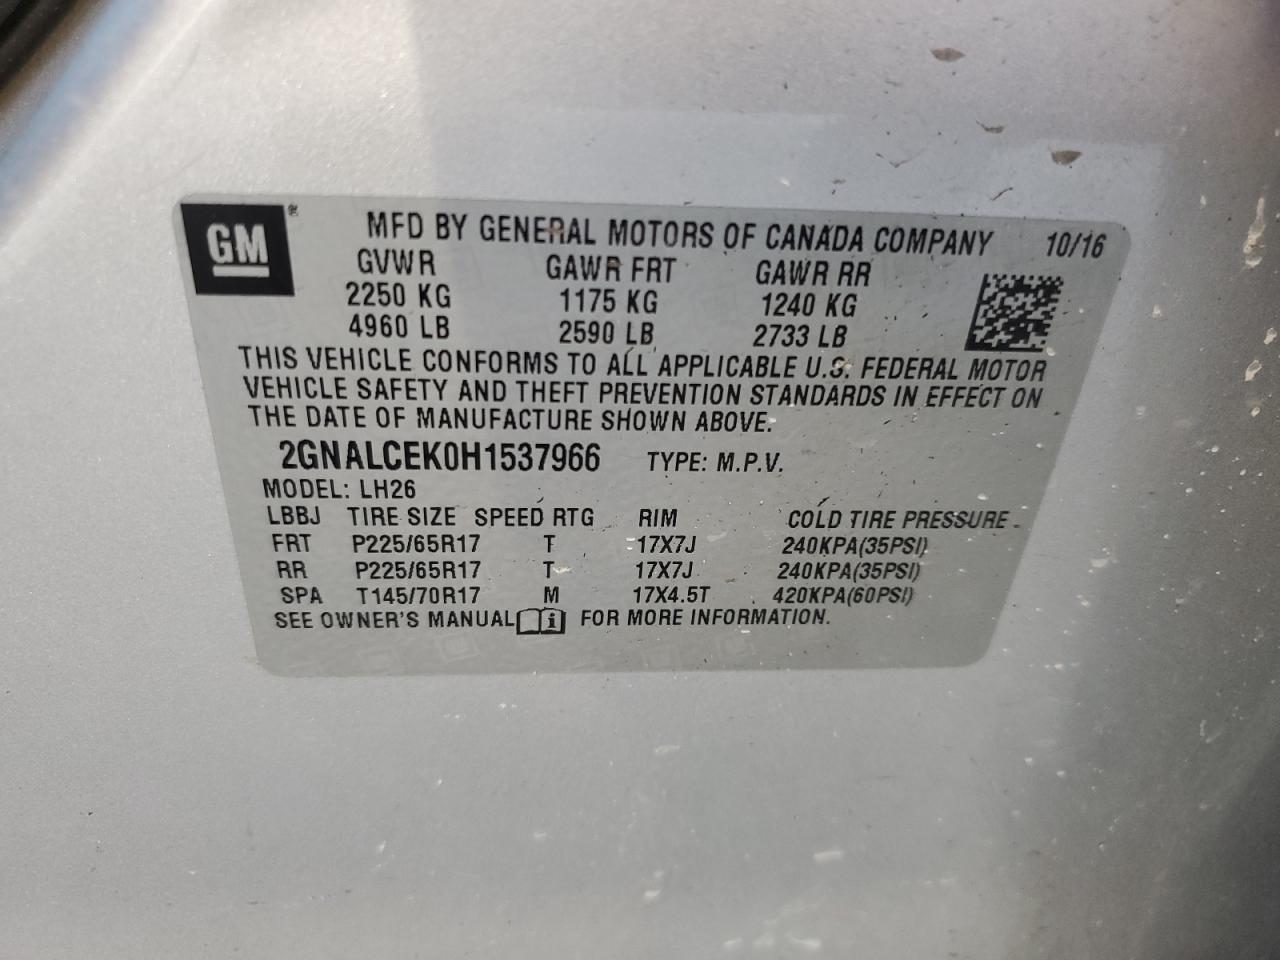 GM® MFD BY GENERAL MOTORS OF CANADA COMPANY 10/16
GVWR GAWR FRT GAWR RR
2250 KG 1175 KG 1240 KG
4960 LB 2590 LB 2733 LB
THIS VEHICLE CONFORMS TO ALL APPLICABLE U.S. FEDERAL MOTOR
VEHICLE SAFETY AND THEFT PREVENTION STANDARDS IN EFFECT ON
THE DATE OF MANUFACTURE SHOWN ABOVE.
2GNALCEK0H1537966 TYPE: M.P.V.
MODEL: LH26
LBBJ TIRE SIZE SPEED RTG RIM COLD TIRE PRESSURE
FRT P225/65R17 T 17X7J 240KPA(35PSI)
RR P225/65R17 T 17X7J 240KPA(35PSI)
SPA T145/70R17 M 17X4.5T 420KPA(60PSI)
SEE OWNER'S MANUAL i FOR MORE INFORMATION.